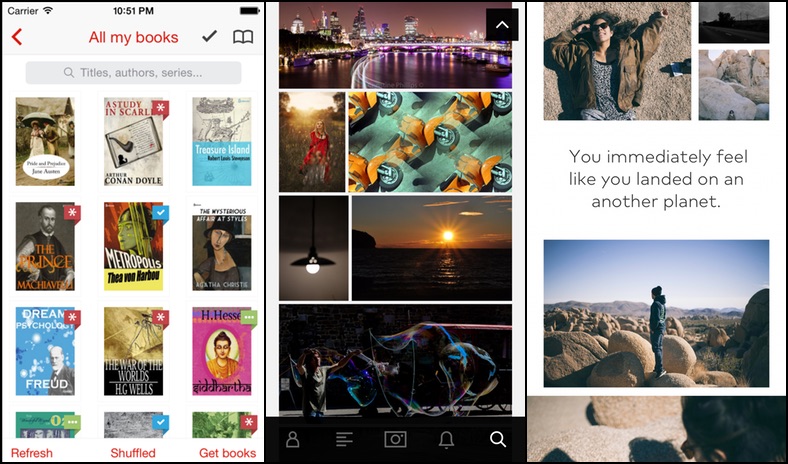 Carrier
10:51 PM
All my books
Titles, authors, series...
Pride and Prejudice
Jane Austen
A STUDY
IN SCARLET
ARTHUR
CONAN DOYLE
Treasure Island
Robert Louis Stevenson
THE
PRINCE
MACHIAVELLI
METROPOLIS
Thea von Harbou
THE MYSTERIOUS
AFFAIR AT STYLES
AGATHA CHRISTIE
DREAM
PSYCHOLOGY
FREUD
THE WAR OF THE
WORLDS
H.G. WELLS
H.Hesse
siddhartha
Refresh
Shuffled
Get books
You immediately feel
like you landed on an
another planet.